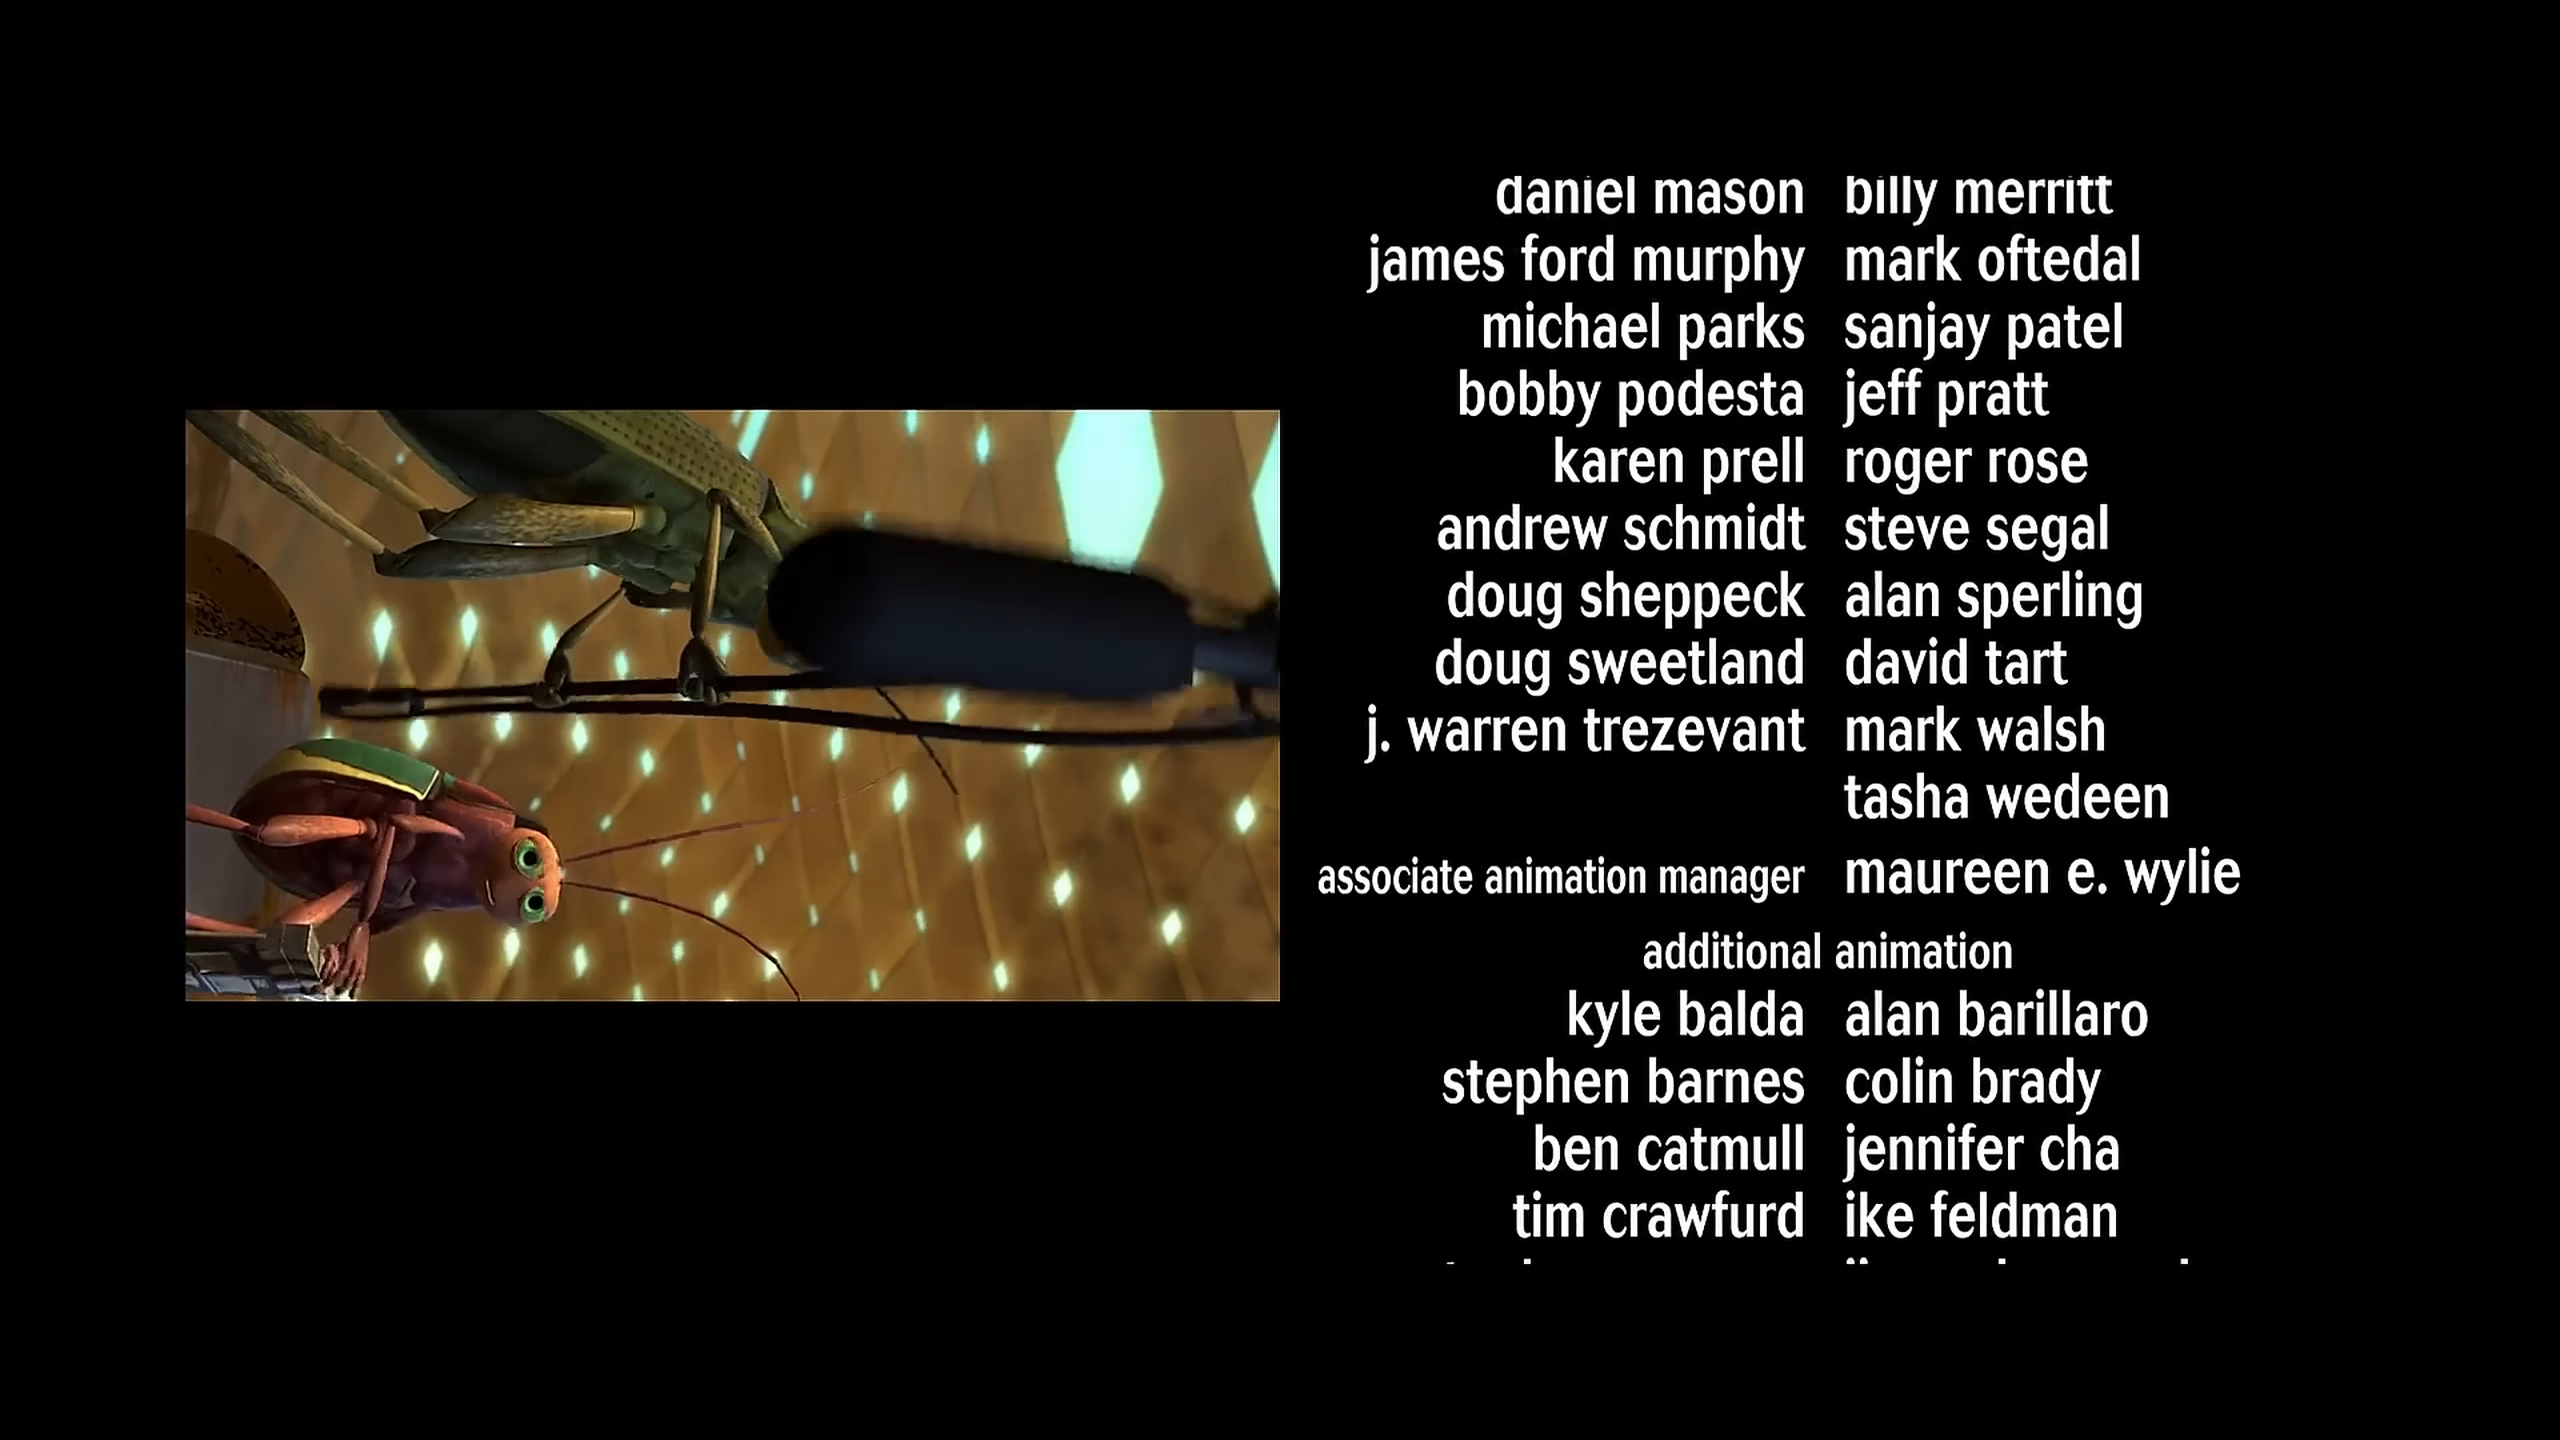 daniel mason billy merritt
james ford murphy mark oftedal
michael parks sanjay patel
bobby podesta jeff pratt
karen prell roger rose
andrew schmidt steve segal
doug sheppeck alan sperling
doug sweetland david tart
j. warren trezevant mark walsh
tasha wedeen
associate animation manager maureen e. wylie
additional animation
kyle balda alan barillaro
stephen barnes colin brady
ben catmull jennifer cha
tim crawfurd ike feldman